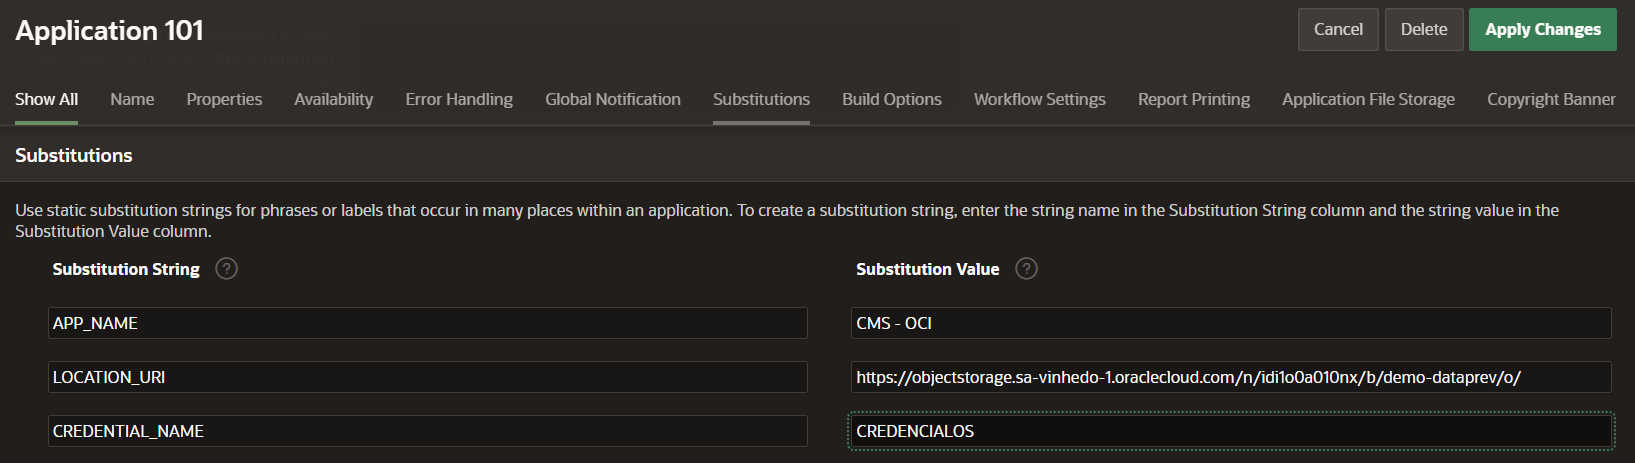 Application 101
Cancel
Delete
Apply Changes
Show All
Name
Properties
Availability
Error Handling
Global Notification
Substitutions
Build Options
Workflow Settings
Report Printing
Application File Storage
Copyright Banner
Substitutions
Use static substitution strings for phrases or labels that occur in many places within an application. To create a substitution string, enter the string name in the Substitution String column and the string value in the
Substitution Value column.
Substitution String ?
Substitution Value ?
APP_NAME
CMS - OCI
LOCATION_URI
https://objectstorage.sa-vinhedo-1.oraclecloud.com/n/idi1o0a010nx/b/demo-dataprev/o/
CREDENTIAL_NAME
CREDENCIALOS